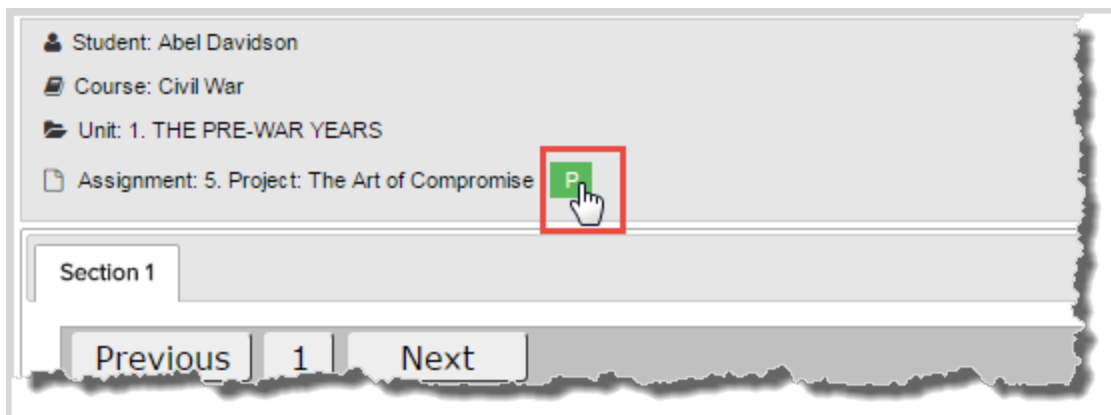 Student: Abel Davidson
Course: Civil War
Unit: 1. THE PRE-WAR YEARS
Assignment: 5. Project: The Art of Compromise P
Section 1
Previous 1 Next